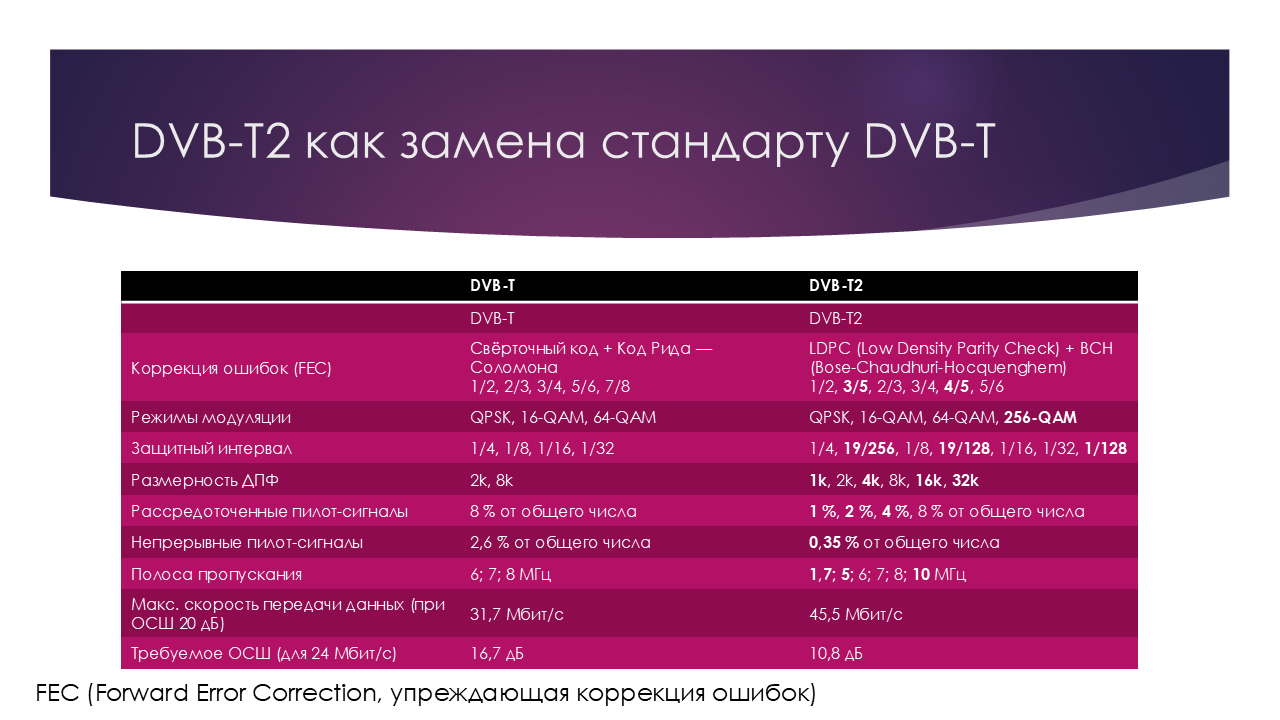 DVB-T2 как замена стандарту DVB-T
DVB-T DVB-T2
DVB-T DVB-T2
Коррекция ошибок (FEC) Свёрточный код + Код Рида — Соломона 1/2, 2/3, 3/4, 5/6, 7/8 LDPC (Low Density Parity Check) + BCH (Bose-Chaudhuri-Hocquenghem) 1/2, 3/5, 2/3, 3/4, 4/5, 5/6
Режимы модуляции QPSK, 16-QAM, 64-QAM QPSK, 16-QAM, 64-QAM, 256-QAM
Защитный интервал 1/4, 1/8, 1/16, 1/32 1/4, 19/256, 1/8, 19/128, 1/16, 1/32, 1/128
Размерность ДПФ 2k, 8k 1k, 2k, 4k, 8k, 16k, 32k
Рассредоточенные пилот-сигналы 8 % от общего числа 1 %, 2 %, 4 %, 8 % от общего числа
Непрерывные пилот-сигналы 2,6 % от общего числа 0,35 % от общего числа
Полоса пропускания 6; 7; 8 МГц 1,7; 5; 6; 7; 8; 10 МГц
Макс. скорость передачи данных (при ОСШ 20 дБ) 31,7 Мбит/с 45,5 Мбит/с
Требуемое ОСШ (для 24 Мбит/с) 16,7 дБ 10,8 дБ
FEC (Forward Error Correction, упреждающая коррекция ошибок)